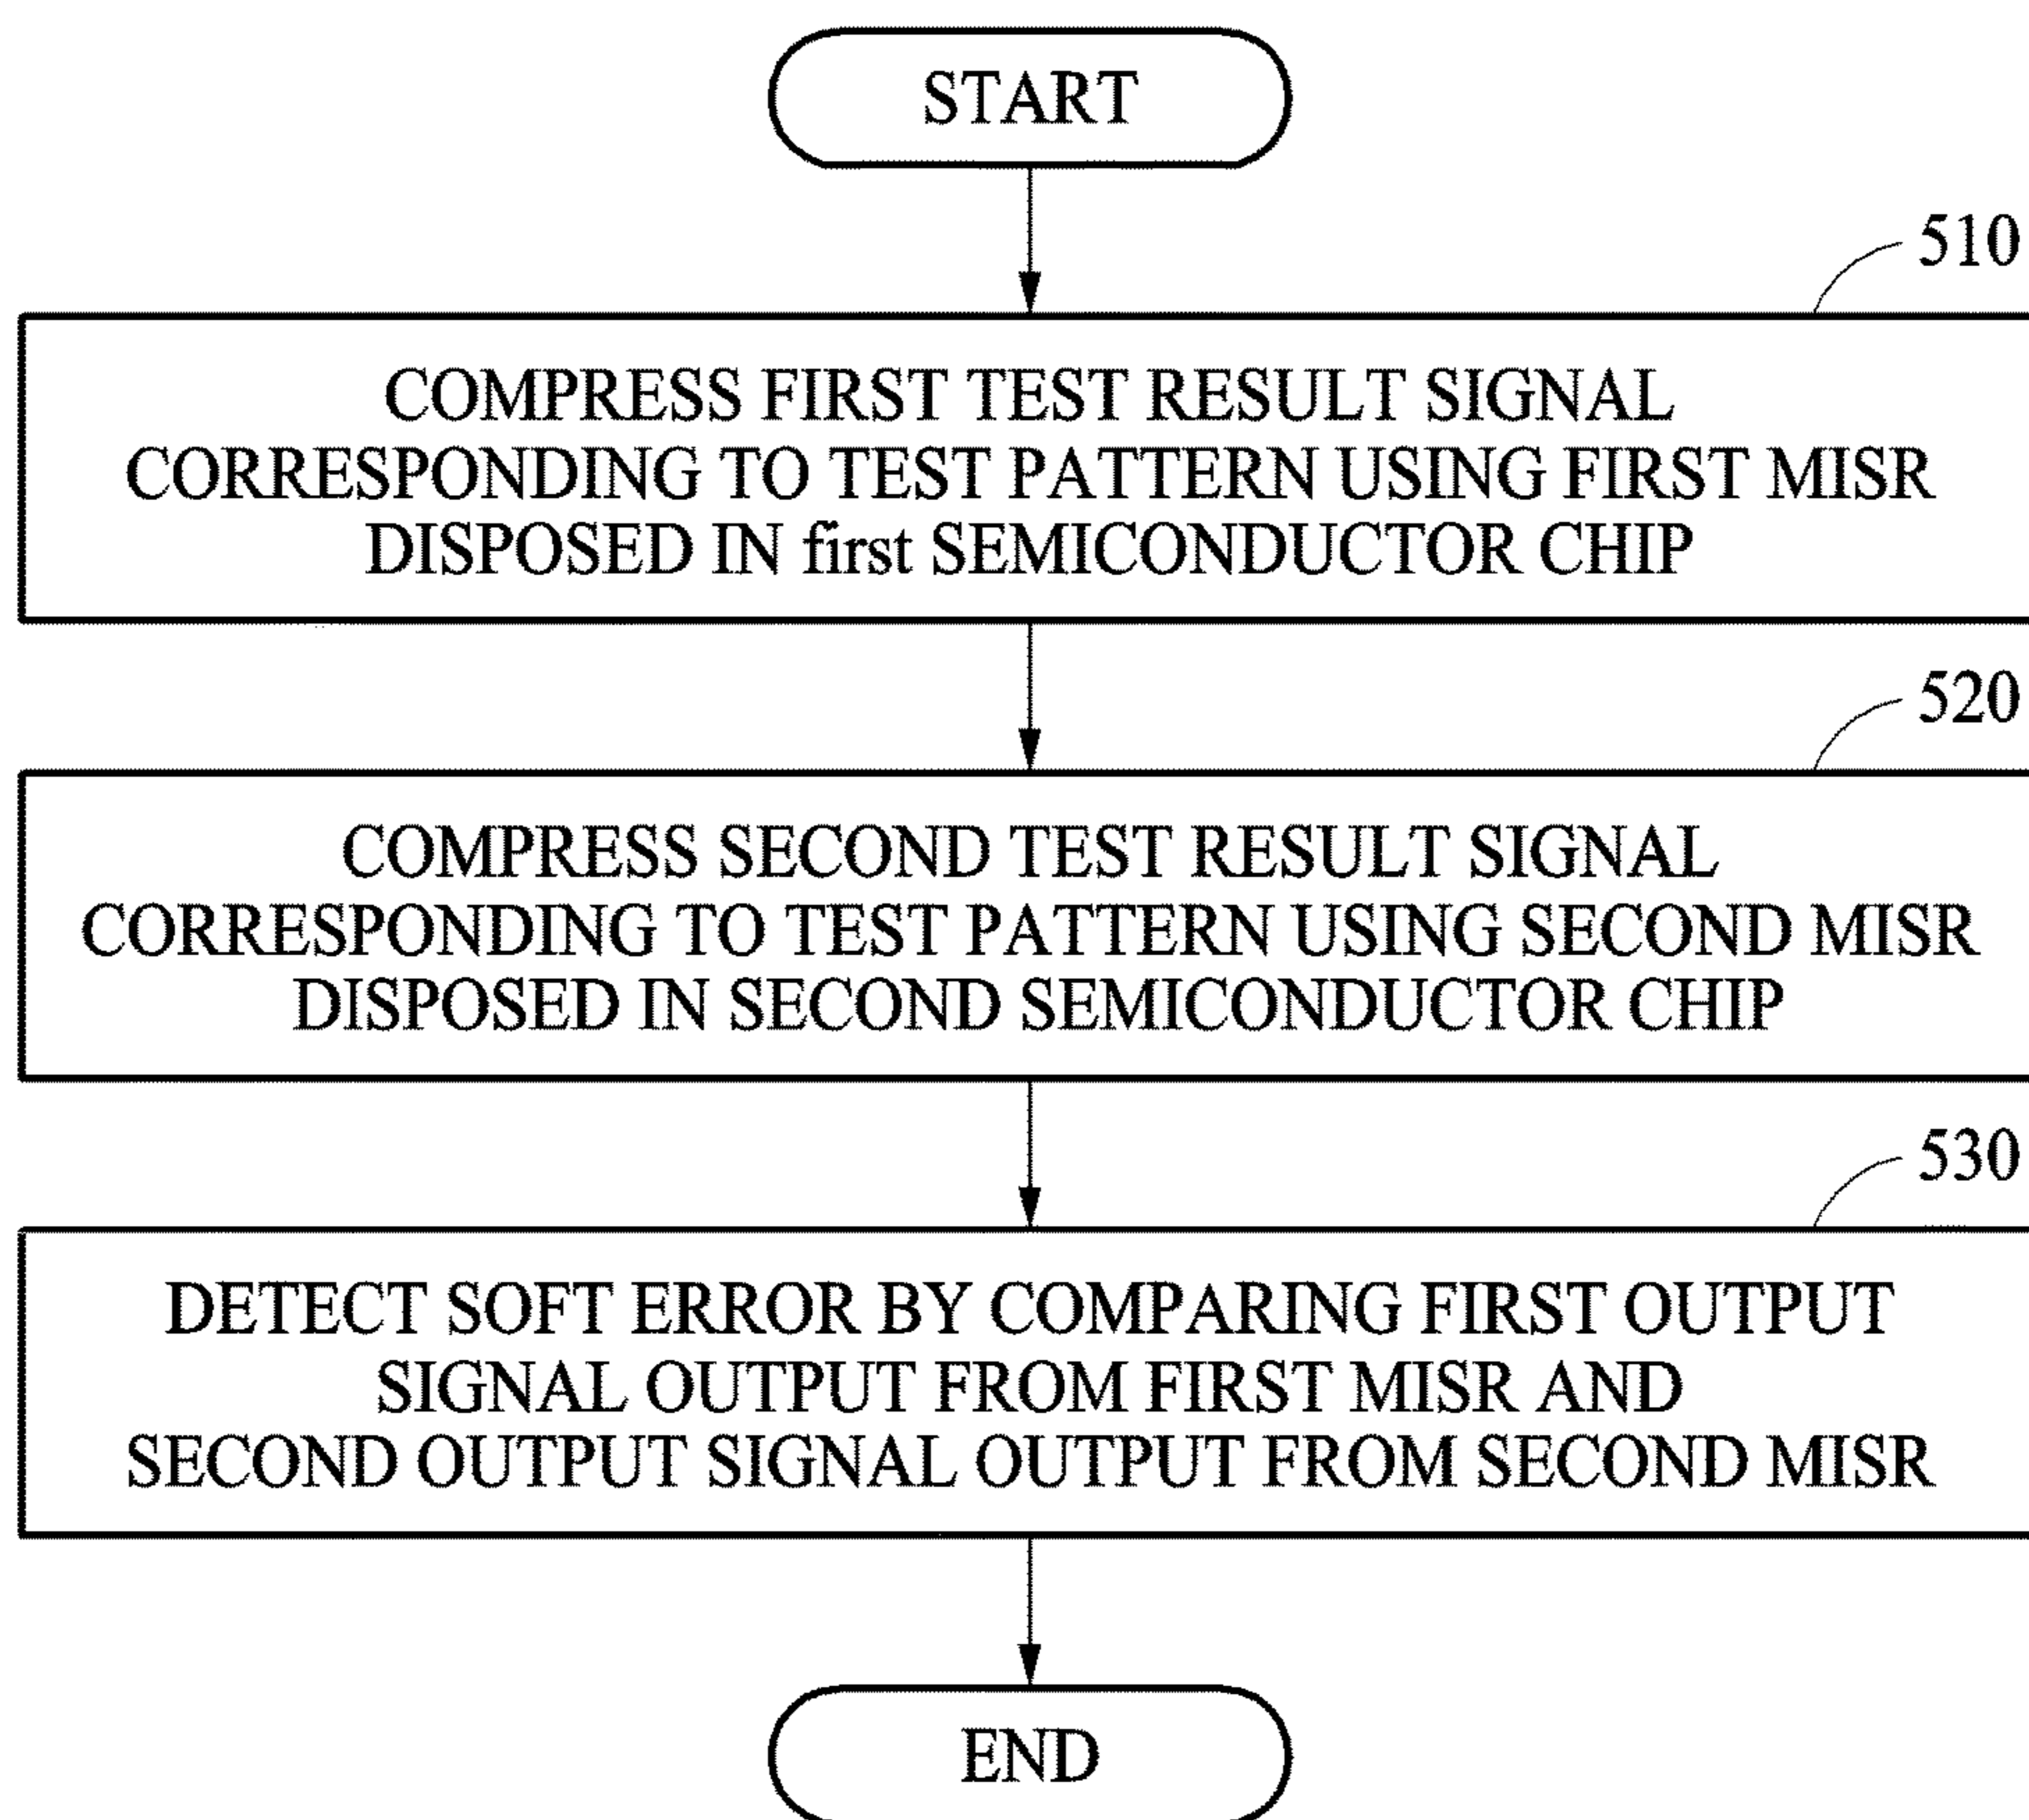 START
510
COMPRESS FIRST TEST RESULT SIGNAL
CORRESPONDING TO TEST PATTERN USING FIRST MISR
DISPOSED IN first SEMICONDUCTOR CHIP
520
COMPRESS SECOND TEST RESULT SIGNAL
CORRESPONDING TO TEST PATTERN USING SECOND MISR
DISPOSED IN SECOND SEMICONDUCTOR CHIP
530
DETECT SOFT ERROR BY COMPARING FIRST OUTPUT
SIGNAL OUTPUT FROM FIRST MISR AND
SECOND OUTPUT SIGNAL OUTPUT FROM SECOND MISR
END